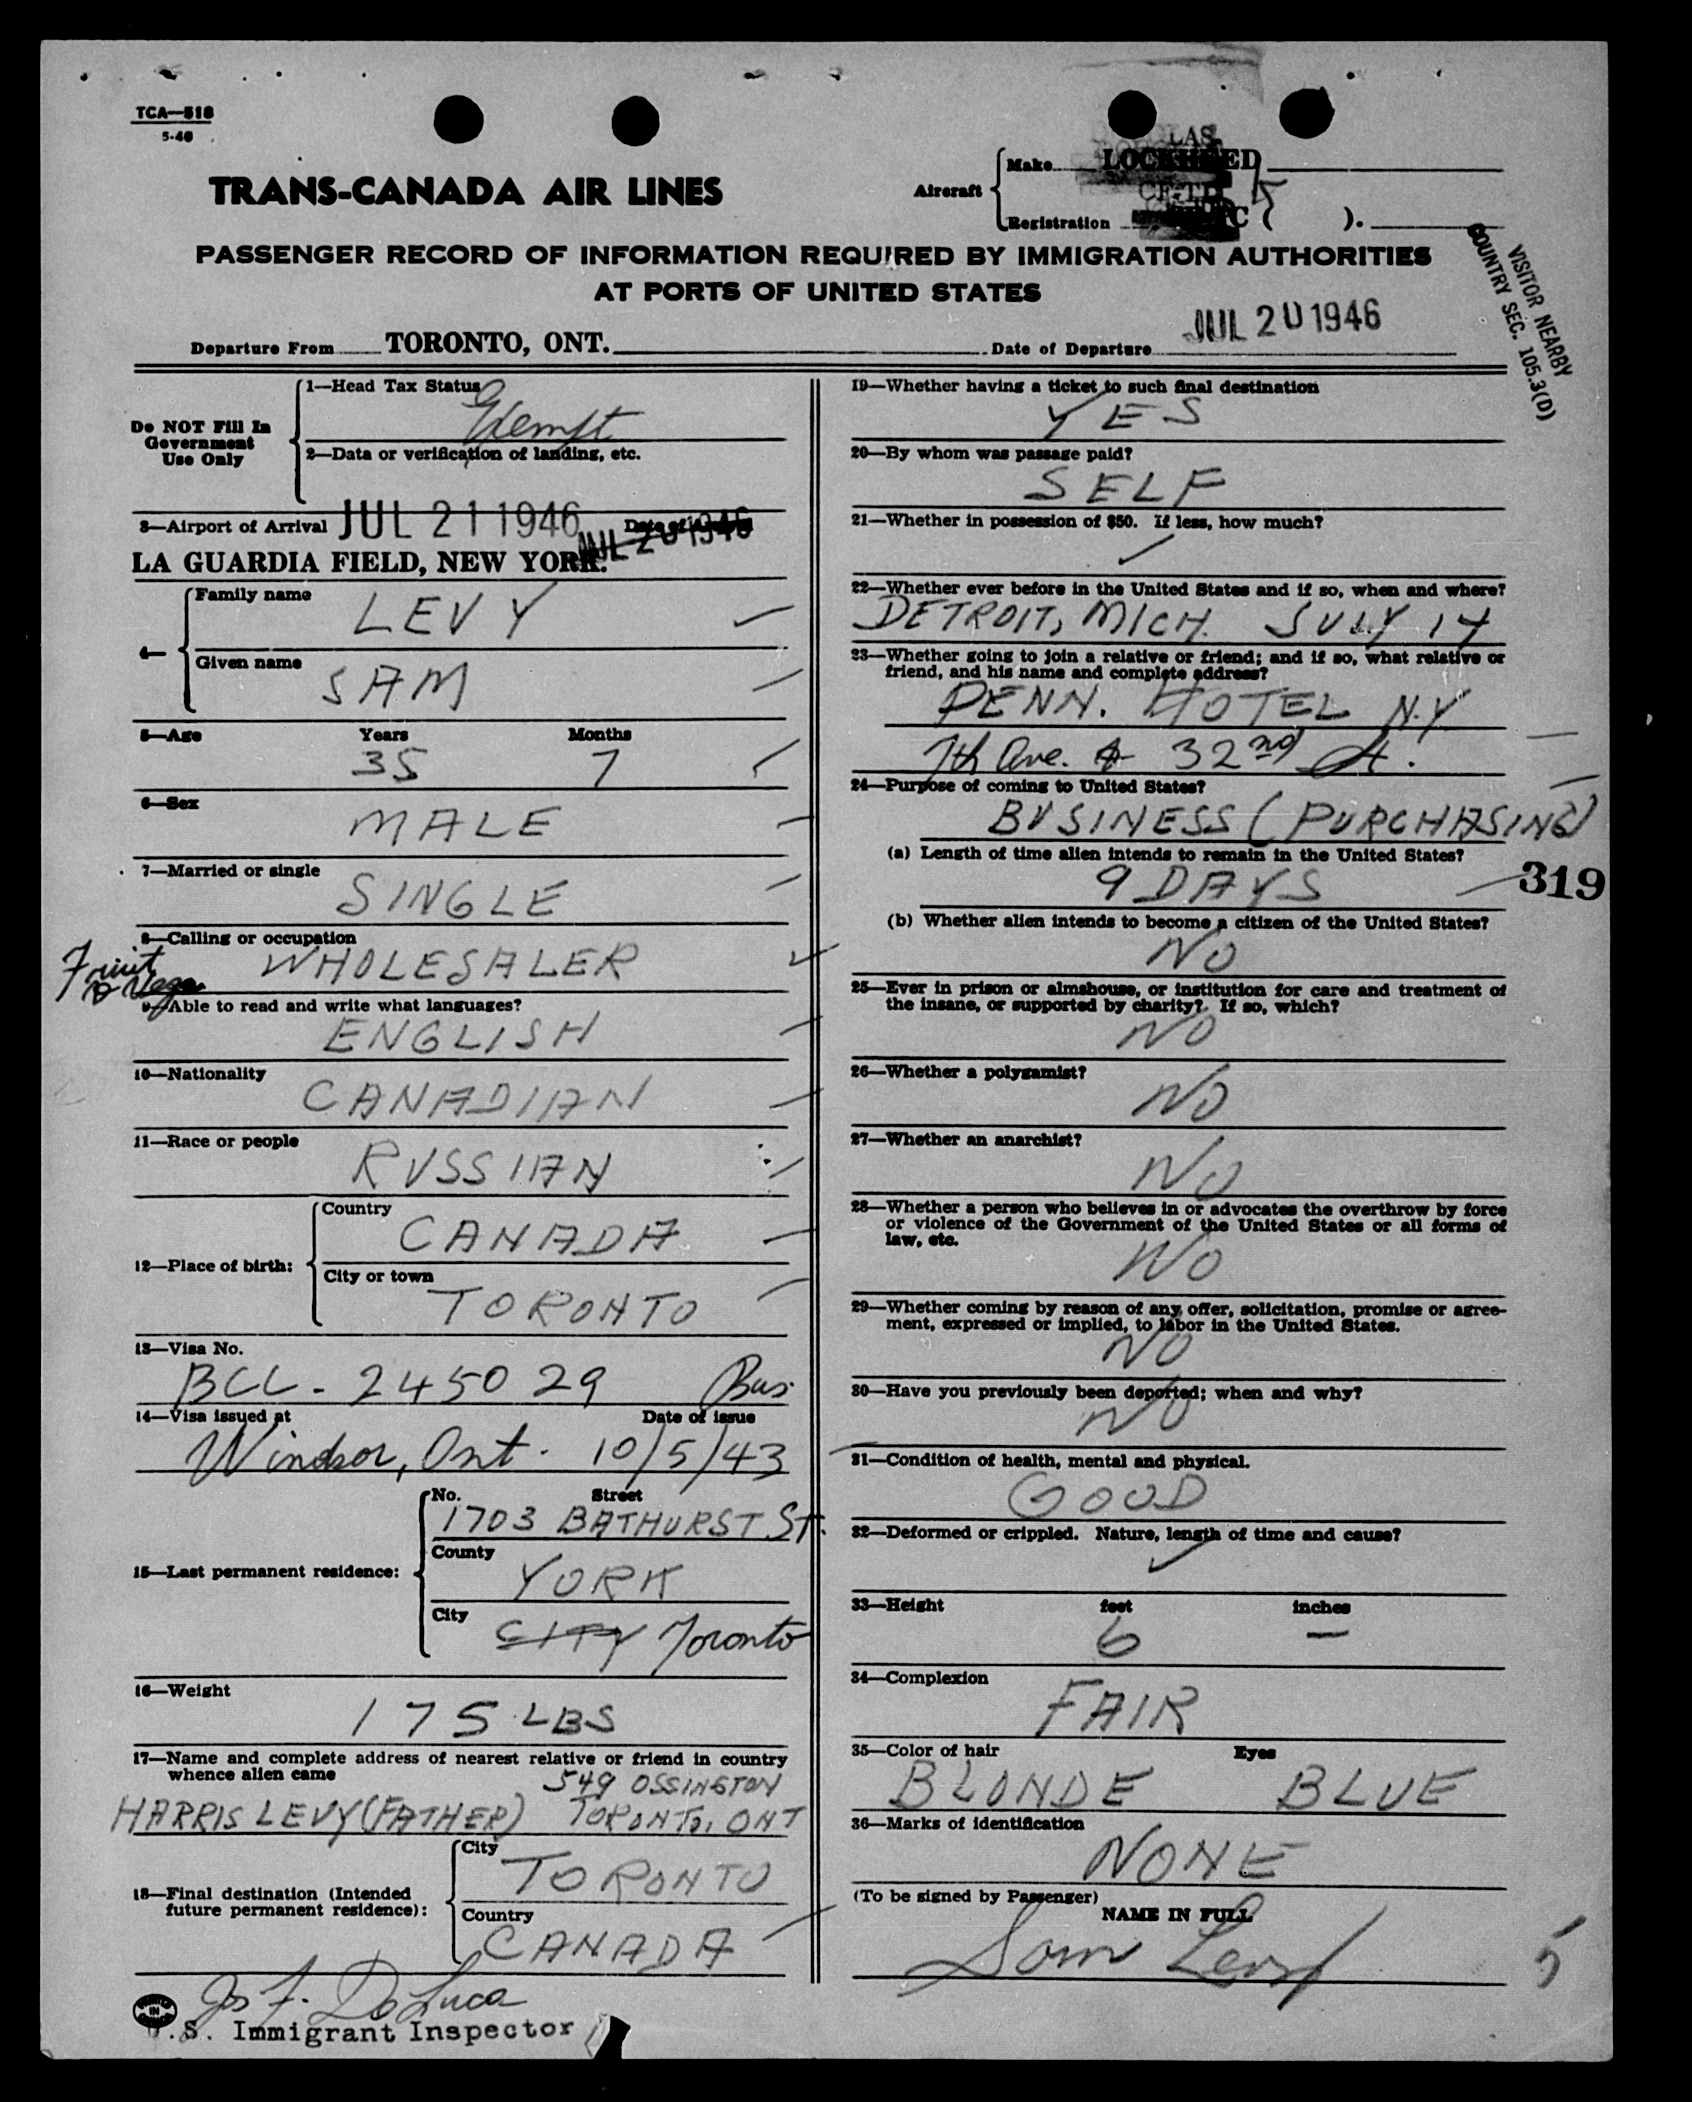 TCA—518
5-46
TRANS-CANADA AIR LINES
Aircraft
Make LOCKHEED
Registration
PASSENGER RECORD OF INFORMATION REQUIRED BY IMMIGRATION AUTHORITIES
AT PORTS OF UNITED STATES
VISITOR NEARBY
COUNTRY SEC. 105.3(D)
Departure From TORONTO, ONT. Date of Departure JUL 20 1946
Do NOT Fill In
Government
Use Only
1—Head Tax Status
Exempt
2—Data or verification of landing, etc.
3—Airport of Arrival JUL 21 1946 JUL 20 1946
LA GUARDIA FIELD, NEW YORK.
4—
Family name LEVY
Given name SAM
5—Age Years Months
35 7
6—Sex
MALE
7—Married or single
SINGLE
8—Calling or occupation
Fruit WHOLESALER
& Vege
9—Able to read and write what languages?
ENGLISH
10—Nationality
CANADIAN
11—Race or people
RUSSIAN
12—Place of birth:
Country
CANADA
City or town
TORONTO
13—Visa No.
BCC - 245029 Bus.
14—Visa issued at Date of issue
Windsor, Ont. 10/5/43
15—Last permanent residence:
No. Street
1703 BATHURST St.
County
YORK
City
CITY Toronto
16—Weight
175 LBS
17—Name and complete address of nearest relative or friend in country
whence alien came 549 OSSINGTON
HARRIS LEVY (FATHER) TORONTO, ONT
18—Final destination (Intended
future permanent residence):
City
TORONTO
Country
CANADA
Jos F. DeLuca
U.S. Immigrant Inspector
19—Whether having a ticket to such final destination
YES
20—By whom was passage paid?
SELF
21—Whether in possession of $50. If less, how much?
22—Whether ever before in the United States and if so, when and where?
DETROIT, MICH. JULY 14
23—Whether going to join a relative or friend; and if so, what relative or
friend, and his name and complete address?
PENN. HOTEL N.Y.
7th Ave. & 32nd St.
24—Purpose of coming to United States?
BUSINESS (PURCHASING)
(a) Length of time alien intends to remain in the United States?
9 DAYS
319
(b) Whether alien intends to become a citizen of the United States?
NO
25—Ever in prison or almshouse, or institution for care and treatment of
the insane, or supported by charity? If so, which?
NO
26—Whether a polygamist?
NO
27—Whether an anarchist?
NO
28—Whether a person who believes in or advocates the overthrow by force
or violence of the Government of the United States or all forms of
law, etc.
NO
29—Whether coming by reason of any offer, solicitation, promise or agree-
ment, expressed or implied, to labor in the United States.
NO
30—Have you previously been deported; when and why?
NO
31—Condition of health, mental and physical.
GOOD
32—Deformed or crippled. Nature, length of time and cause?
33—Height feet inches
6 —
34—Complexion
FAIR
35—Color of hair Eyes
BLONDE BLUE
36—Marks of identification
NONE
(To be signed by Passenger)
NAME IN FULL
Sam Levy
5